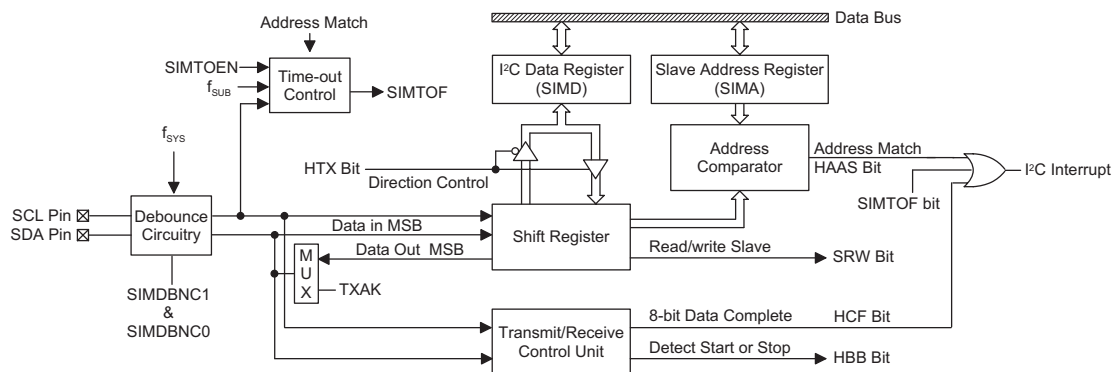 Data Bus
Address Match
SIMTOEN
fSUB
Time-out
Control
SIMTOF
I²C Data Register
(SIMD)
Slave Address Register
(SIMA)
fSYS
HTX Bit
Direction Control
Address
Comparator
Address Match
HAAS Bit
I²C Interrupt
SIMTOF bit
SCL Pin
SDA Pin
Debounce
Circuitry
Data in MSB
Shift Register
Data Out MSB
Read/write Slave
SRW Bit
M
U
X
TXAK
SIMDBNC1
&
SIMDBNC0
Transmit/Receive
Control Unit
8-bit Data Complete
HCF Bit
Detect Start or Stop
HBB Bit